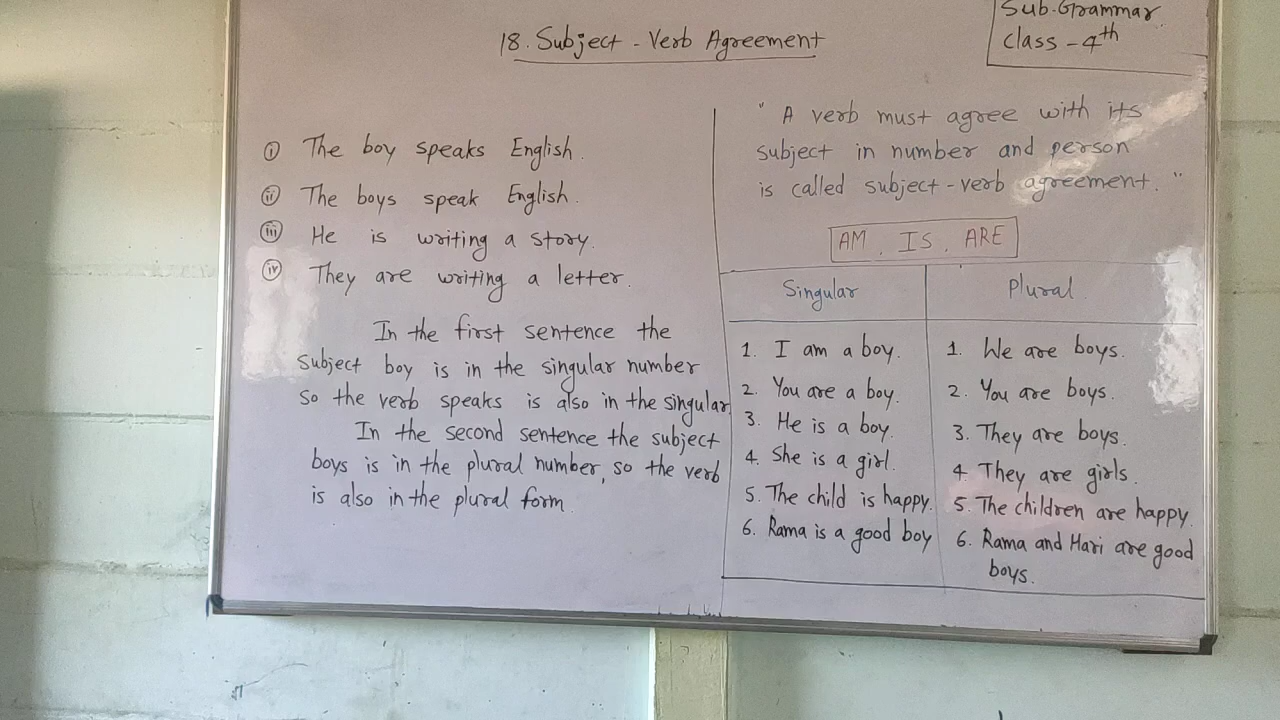 18. Subject - Verb Agreement
Sub. Grammar
Class - 4th
i The boy speaks English.
ii The boys speak English.
iii He is writing a story.
iv They are writing a letter.
In the first sentence the
subject boy is in the singular number
so the verb speaks is also in the singular
In the second sentence the subject
boys is in the plural number, so the verb
is also in the plural form.
" A verb must agree with its
subject in number and person
is called subject-verb agreement. "
AM, IS, ARE
Singular
1. I am a boy.
2. You are a boy.
3. He is a boy.
4. She is a girl.
5. The child is happy.
6. Rama is a good boy
Plural
1. We are boys.
2. You are boys.
3. They are boys.
4 They are girls.
5. The children are happy.
6. Rama and Hari are good
boys.